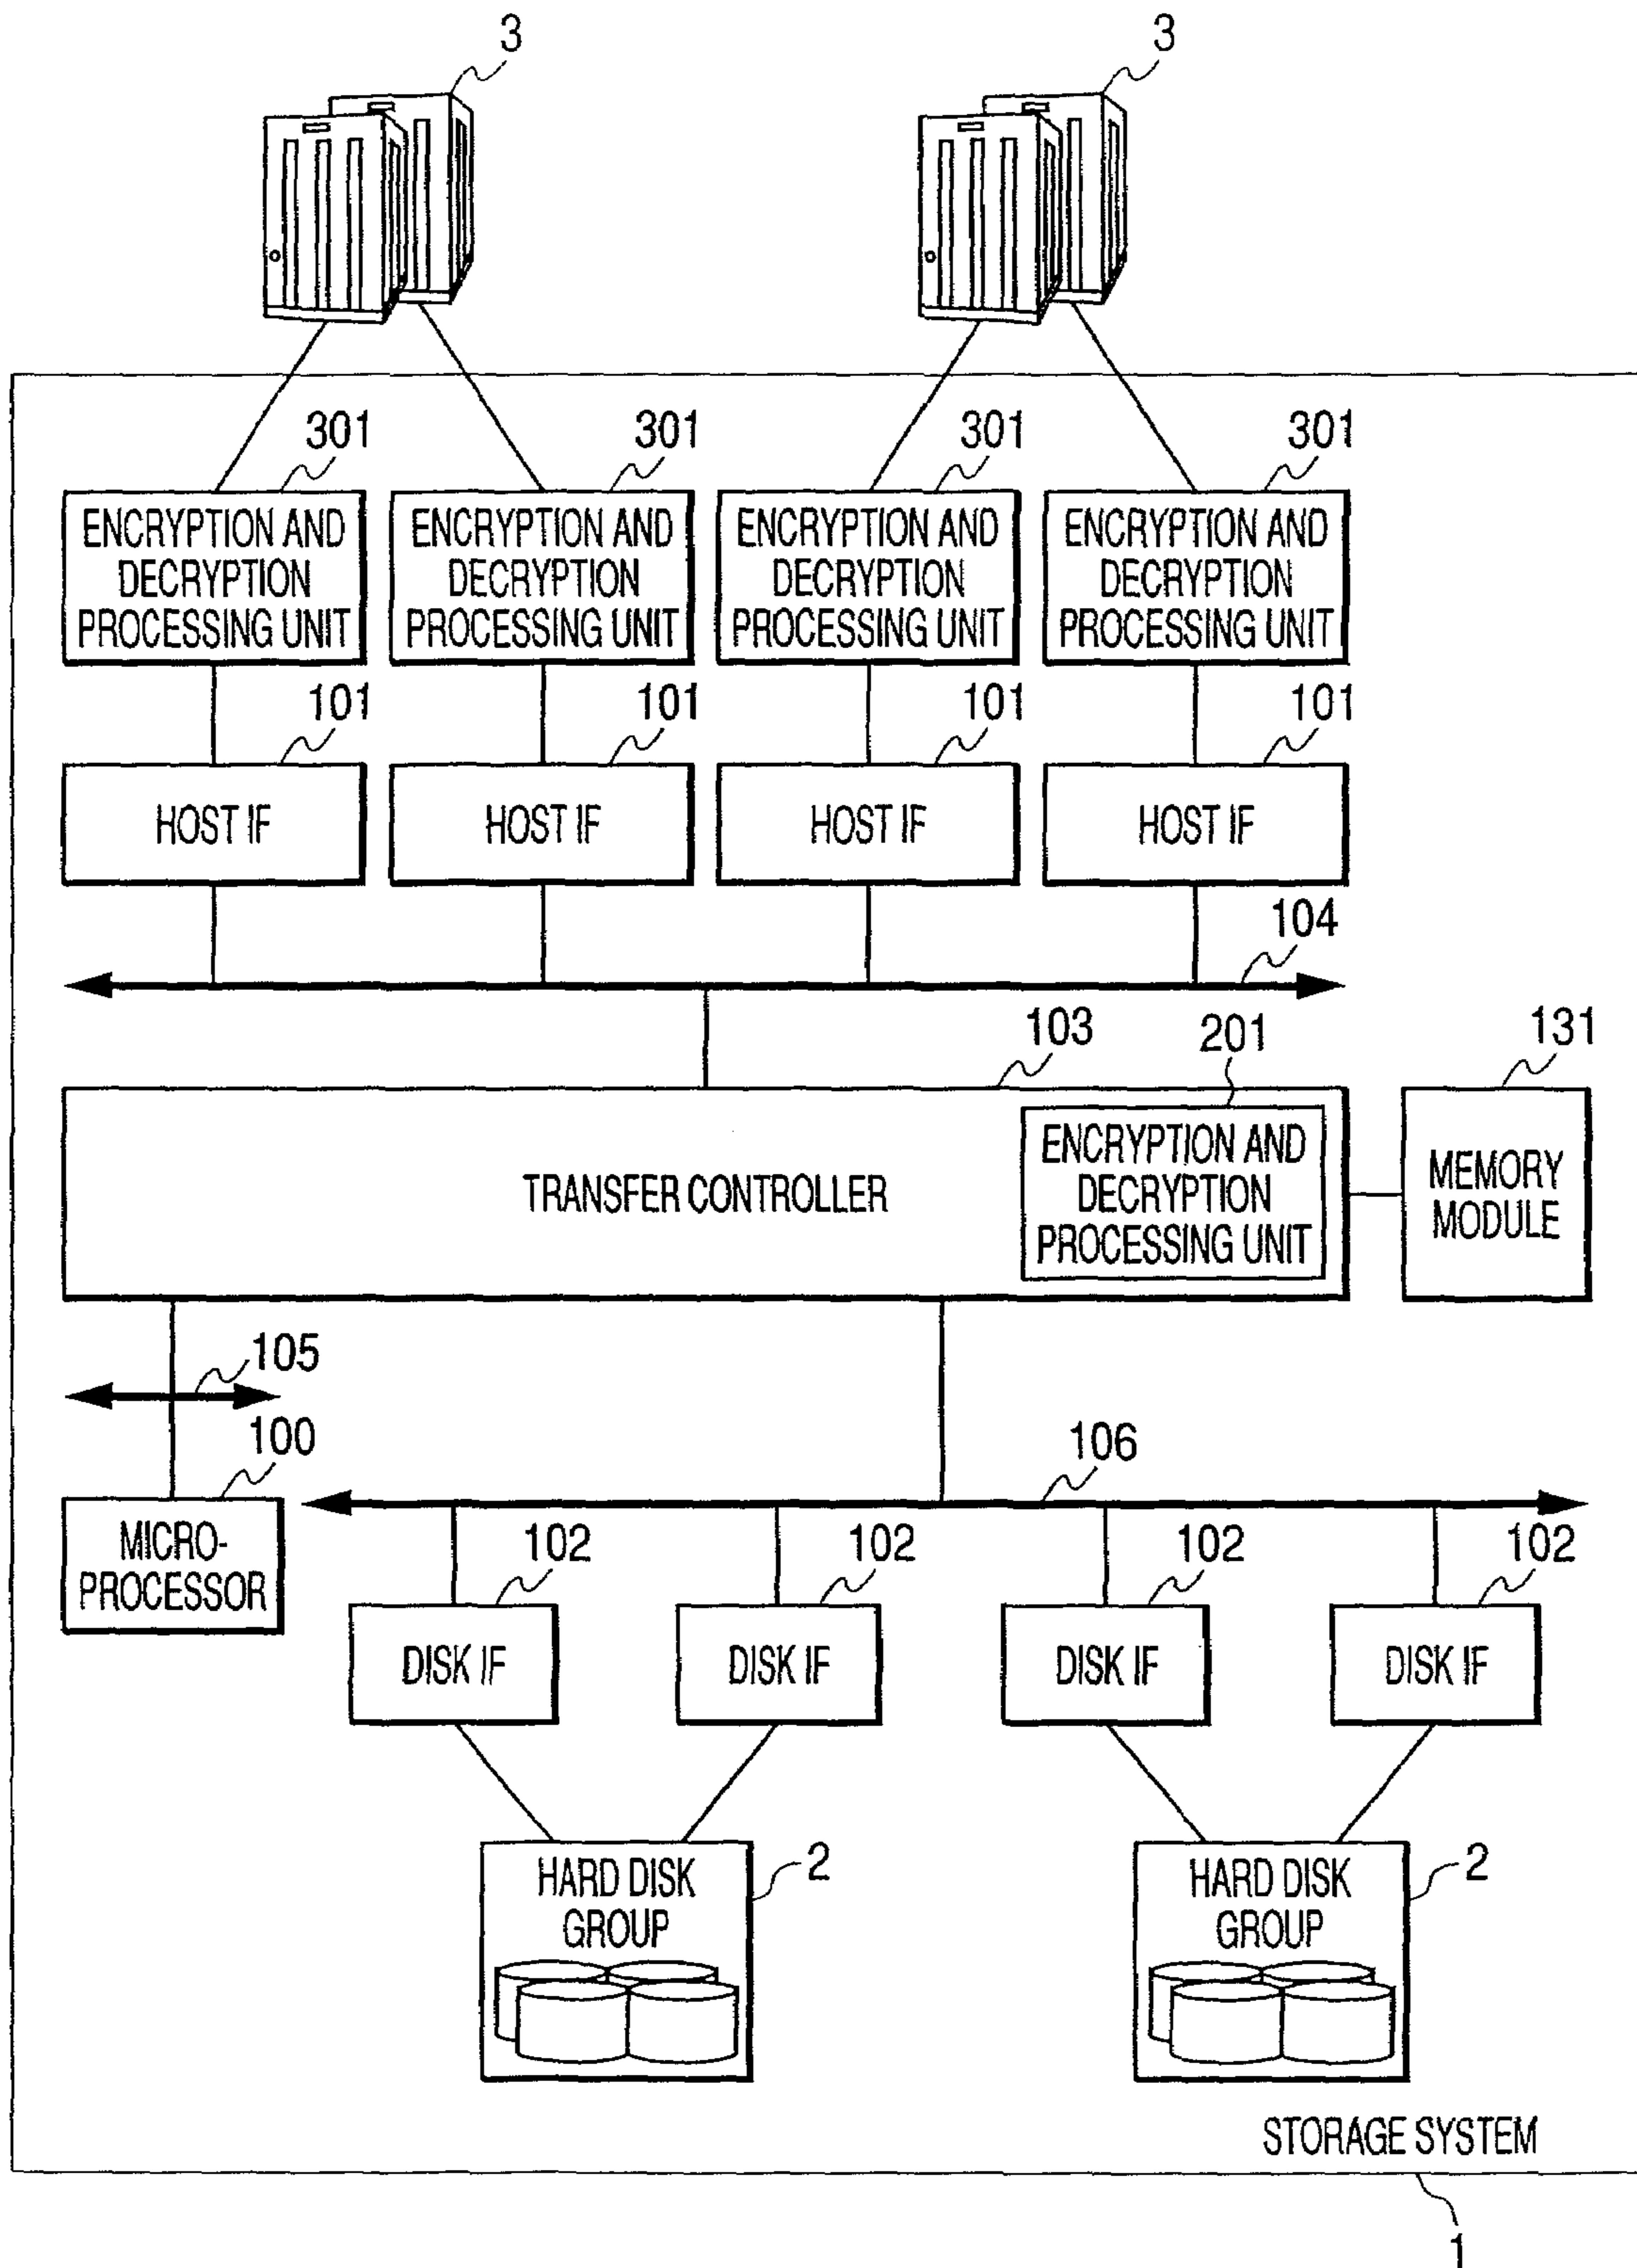 3
3
301
301
301
301
ENCRYPTION AND
DECRYPTION
PROCESSING UNIT
ENCRYPTION AND
DECRYPTION
PROCESSING UNIT
ENCRYPTION AND
DECRYPTION
PROCESSING UNIT
ENCRYPTION AND
DECRYPTION
PROCESSING UNIT
101
101
101
101
HOST IF
HOST IF
HOST IF
HOST IF
104
103
201
131
TRANSFER CONTROLLER
ENCRYPTION AND
DECRYPTION
PROCESSING UNIT
MEMORY
MODULE
105
100
106
MICRO-
PROCESSOR
102
102
102
102
DISK IF
DISK IF
DISK IF
DISK IF
HARD DISK
GROUP
2
HARD DISK
GROUP
2
STORAGE SYSTEM
1